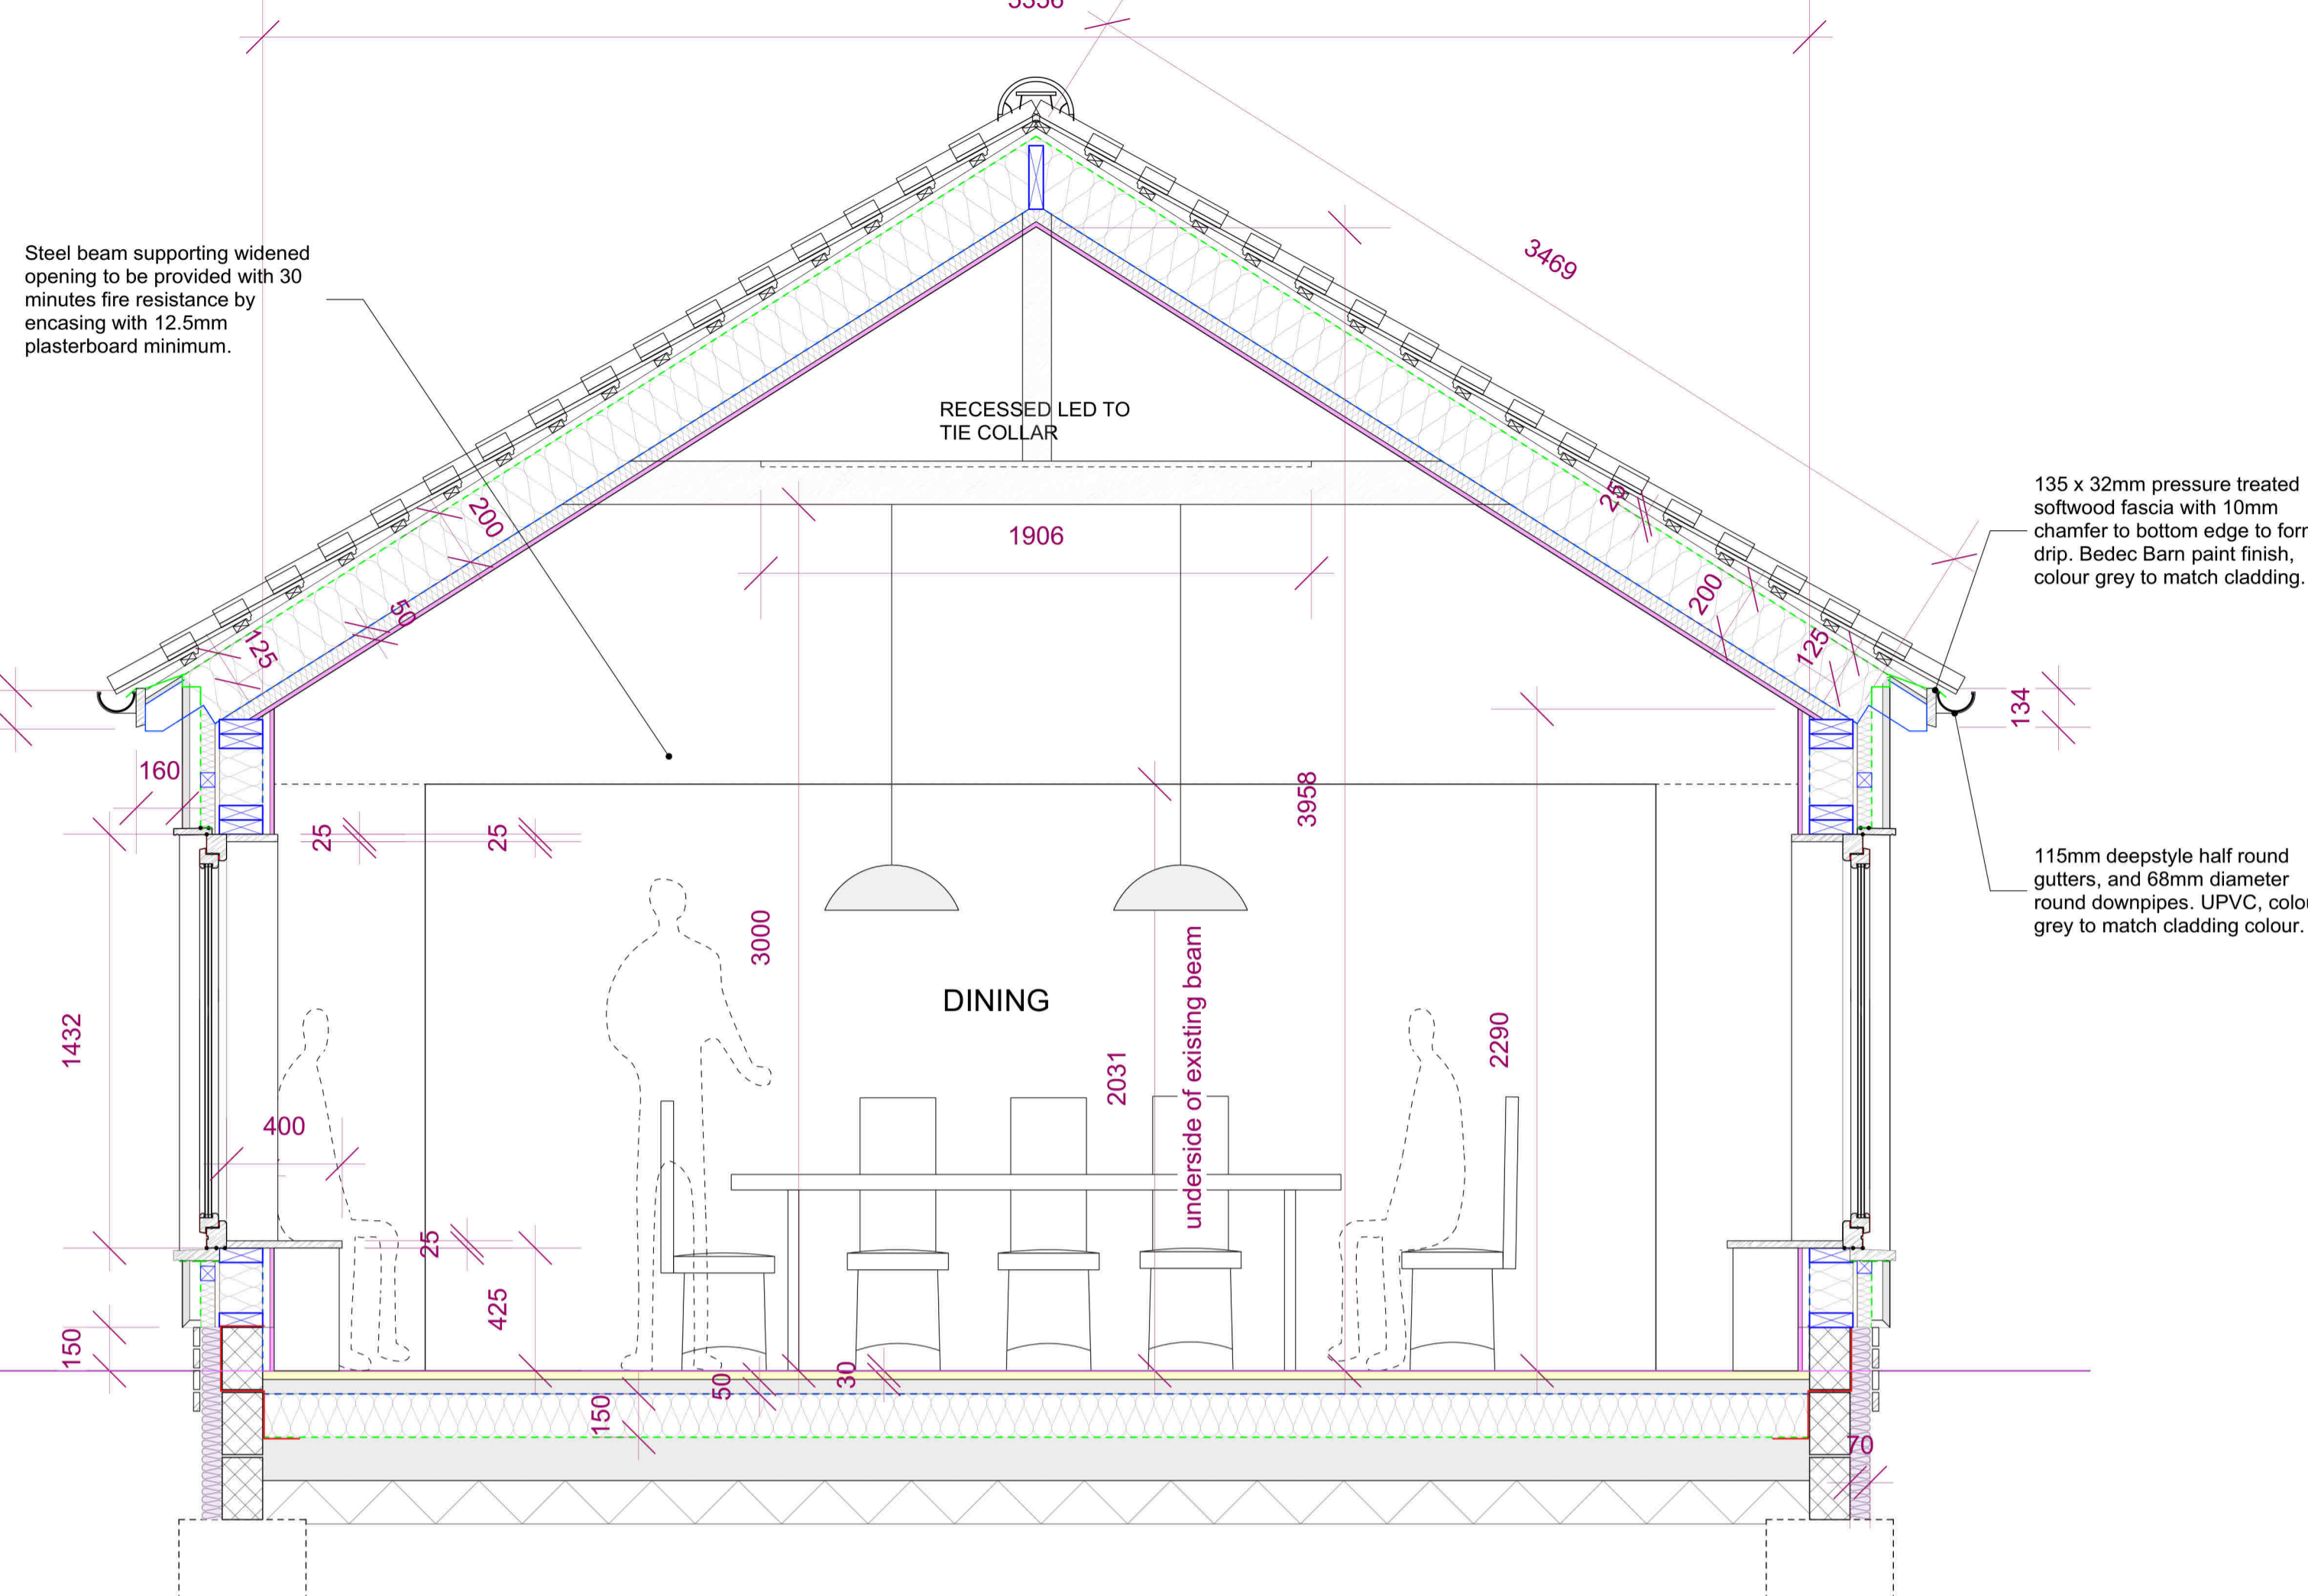 5356
3469
Steel beam supporting widened
opening to be provided with 30
minutes fire resistance by
encasing with 12.5mm
plasterboard minimum.
RECESSED LED TO
TIE COLLAR
1906
200
50
125
25
200
125
135 x 32mm pressure treated
softwood fascia with 10mm
chamfer to bottom edge to
drip. Bedec Barn paint finish,
colour grey to match cladding.
134
160
25
25
3958
3000
115mm deepstyle half round
gutters, and 68mm diameter
round downpipes. UPVC,
grey to match cladding colour.
DINING
underside of existing beam
2031
2290
1432
400
25
425
150
50
30
150
70